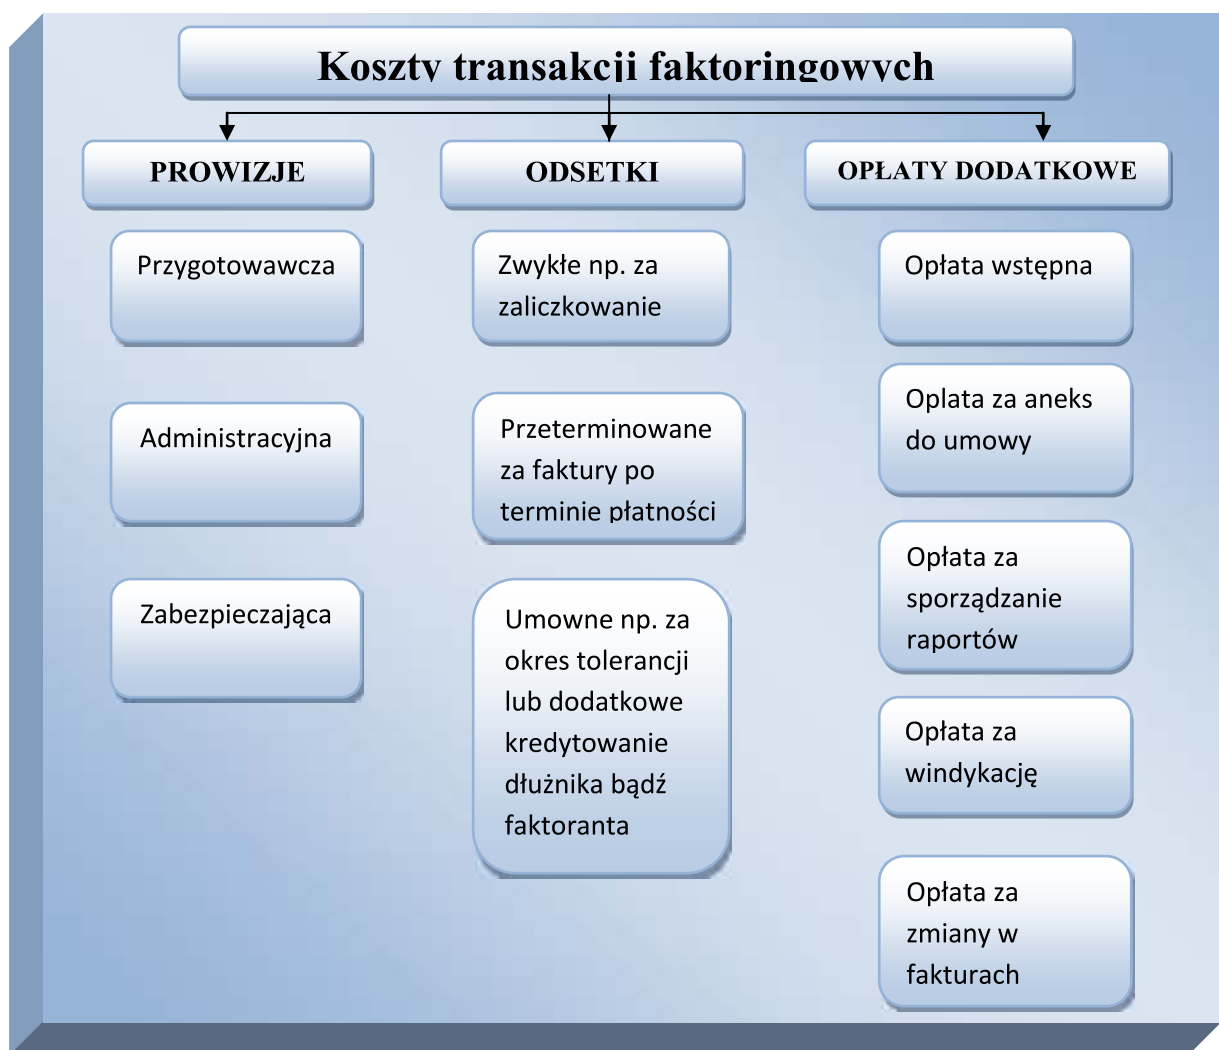 Koszty transakcji faktoringowych
PROWIZJE
ODSETKI
OPŁATY DODATKOWE
Przygotowawcza
Administracyjna
Zabezpieczająca
Zwykłe np. za
zaliczkowanie
Przeterminowane
za faktury po
terminie płatności
Umowne np. za
okres tolerancji
lub dodatkowe
kredytowanie
dłużnika bądź
faktoranta
Opłata wstępna
Oplata za aneks
do umowy
Opłata za
sporządzanie
raportów
Opłata za
windykację
Opłata za
zmiany w
fakturach